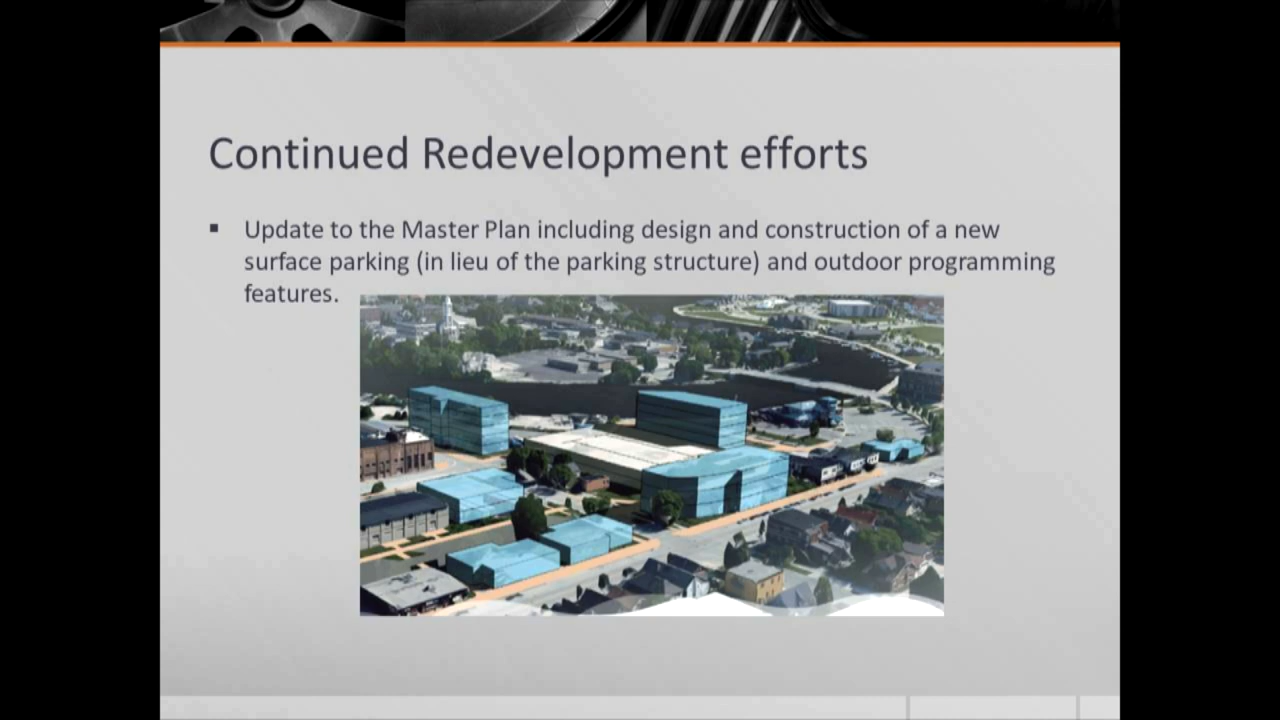 Continued Redevelopment efforts
▪ Update to the Master Plan including design and construction of a new
surface parking (in lieu of the parking structure) and outdoor programming
features.